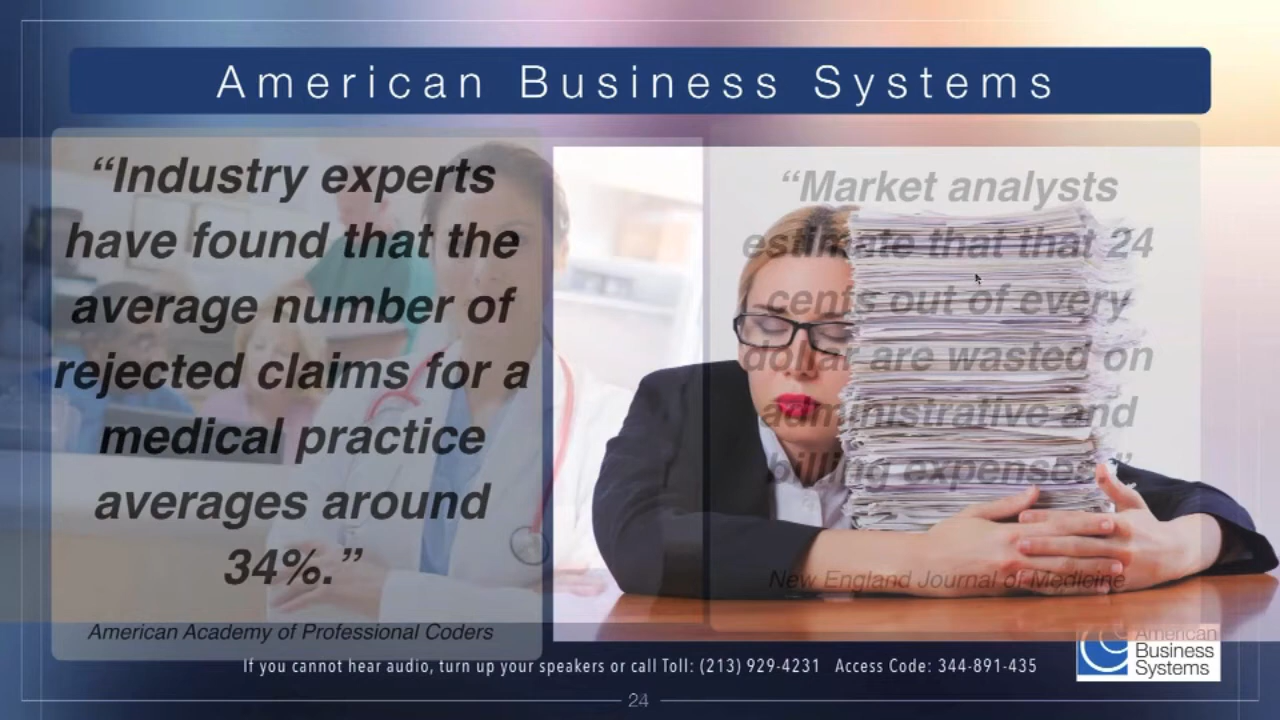 American Business Systems
“Industry experts
have found that the
average number of
rejected claims for a
medical practice
averages around
34%.”
American Academy of Professional Coders
“Market analysts
estimate that that 24
cents out of every
dollar are wasted on
administrative and
billing expenses.”
New England Journal of Medicine
If you cannot hear audio, turn up your speakers or call Toll: (213) 929-4231 Access Code: 344-891-435
American
Business
Systems
24